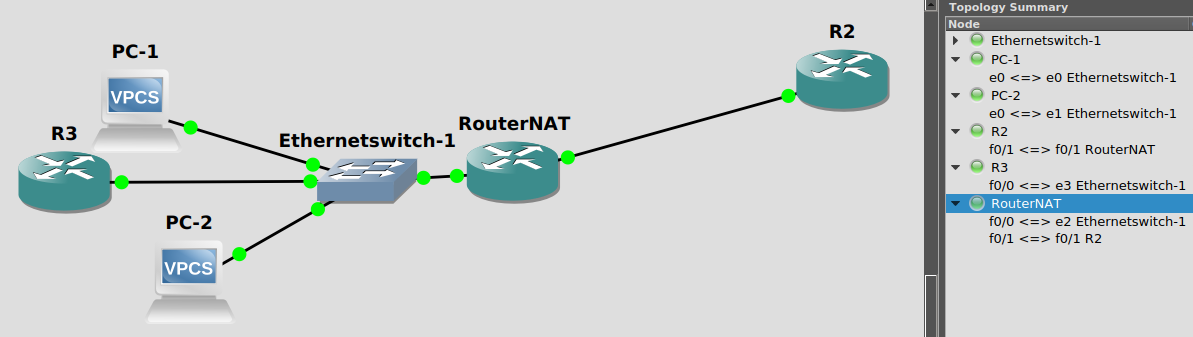 PC-1
VPCS
R3
Ethernetswitch-1
RouterNAT
R2
PC-2
VPCS
Topology Summary
Node
Ethernetswitch-1
PC-1
e0 <=> e0 Ethernetswitch-1
PC-2
e0 <=> e1 Ethernetswitch-1
R2
f0/1 <=> f0/1 RouterNAT
R3
f0/0 <=> e3 Ethernetswitch-1
RouterNAT
f0/0 <=> e2 Ethernetswitch-1
f0/1 <=> f0/1 R2